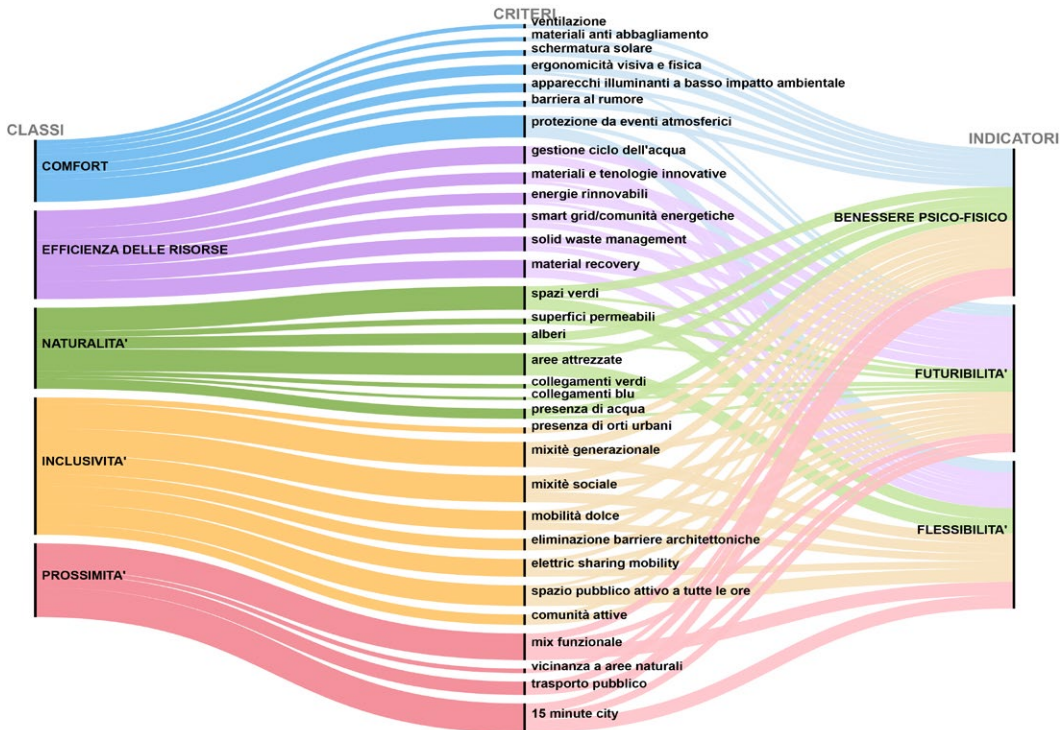 CLASSI
CRITERI
INDICATORI
COMFORT
EFFICIENZA DELLE RISORSE
NATURALITA'
INCLUSIVITA'
PROSSIMITA'
ventilazione
materiali anti abbagliamento
schermatura solare
ergonomicità visiva e fisica
apparecchi illuminanti a basso impatto ambientale
barriera al rumore
protezione da eventi atmosferici
gestione ciclo dell'acqua
materiali e tenologie innovative
energie rinnovabili
smart grid/comunità energetiche
solid waste management
material recovery
spazi verdi
superfici permeabili
alberi
aree attrezzate
collegamenti verdi
collegamenti blu
presenza di acqua
presenza di orti urbani
mixitè generazionale
mixitè sociale
mobilità dolce
eliminazione barriere architettoniche
elettric sharing mobility
spazio pubblico attivo a tutte le ore
comunità attive
mix funzionale
vicinanza a aree naturali
trasporto pubblico
15 minute city
BENESSERE PSICO-FISICO
FUTURIBILITA'
FLESSIBILITA'